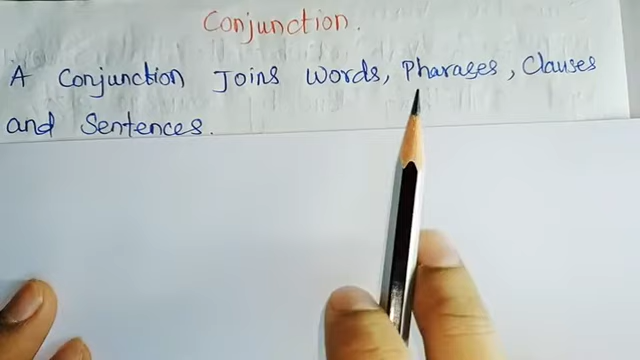 Conjunction.
A Conjunction Joins Words, Pharases, Clauses
and Sentences.